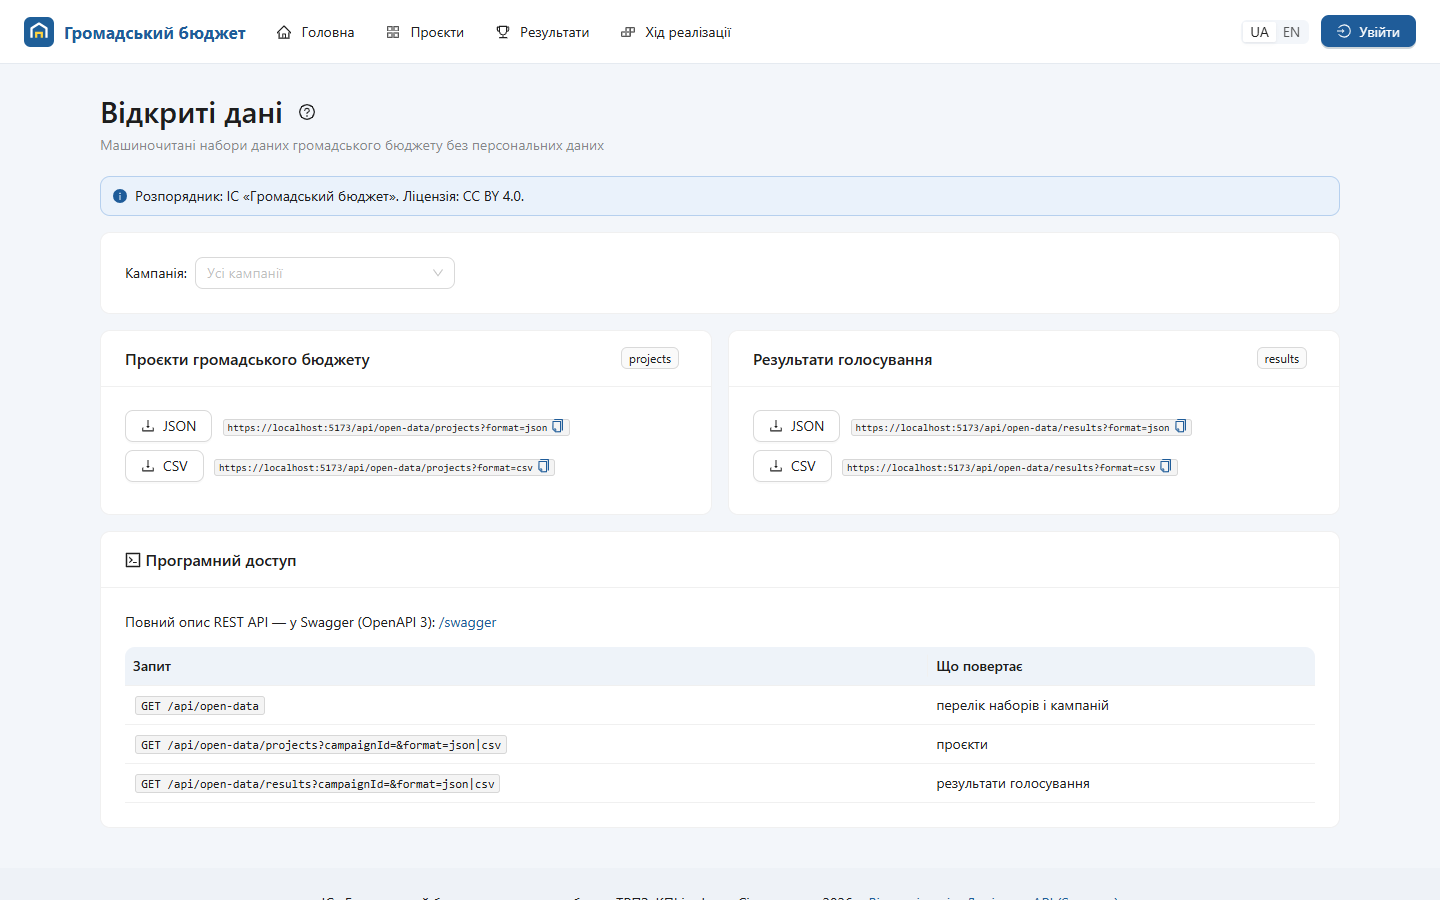 Громадський бюджет
Головна
Проєкти
Результати
Хід реалізації
UA EN
Увійти
Відкриті дані
Машиночитані набори даних громадського бюджету без персональних даних
Розпорядник: ІС «Громадський бюджет». Ліцензія: CC BY 4.0.
Кампанія: Усі кампанії
Проєкти громадського бюджету projects
JSON https://localhost:5173/api/open-data/projects?format=json
CSV https://localhost:5173/api/open-data/projects?format=csv
Результати голосування results
JSON https://localhost:5173/api/open-data/results?format=json
CSV https://localhost:5173/api/open-data/results?format=csv
Програмний доступ
Повний опис REST API — у Swagger (OpenAPI 3): /swagger
Запит Що повертає
GET /api/open-data перелік наборів і кампаній
GET /api/open-data/projects?campaignId=&format=json|csv проєкти
GET /api/open-data/results?campaignId=&format=json|csv результати голосування